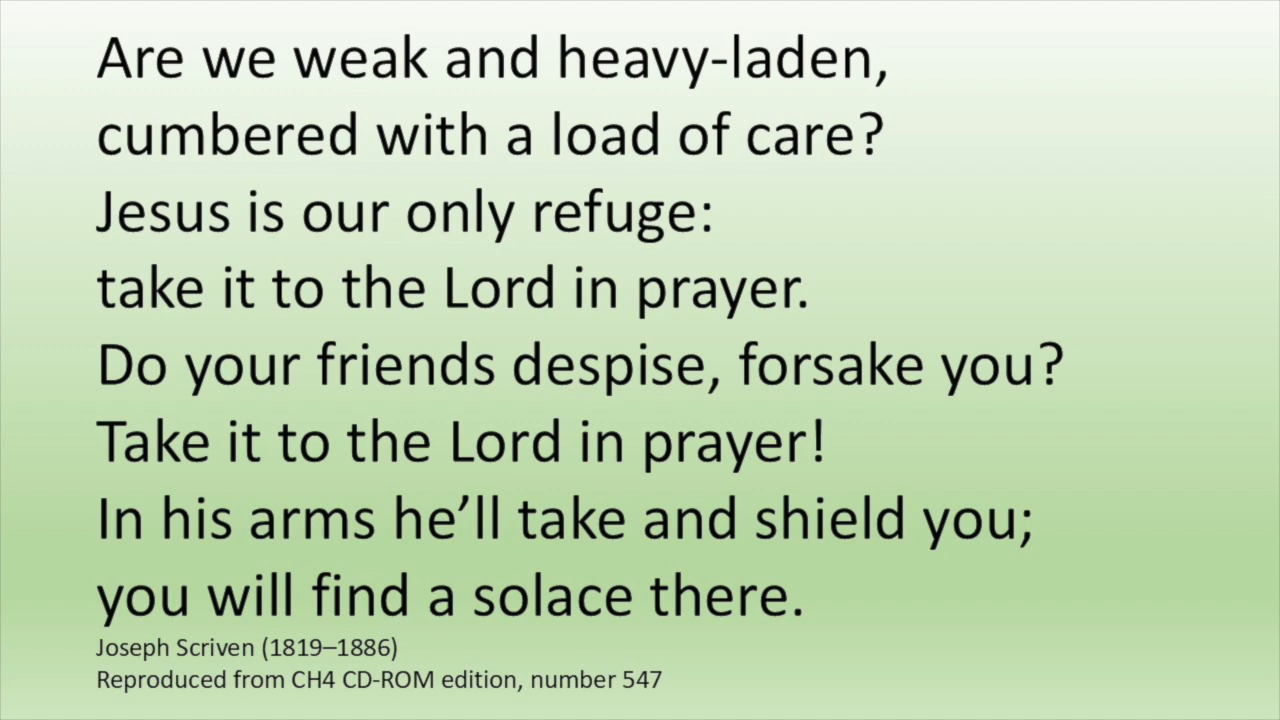 Are we weak and heavy-laden,
cumbered with a load of care?
Jesus is our only refuge:
take it to the Lord in prayer.
Do your friends despise, forsake you?
Take it to the Lord in prayer!
In his arms he’ll take and shield you;
you will find a solace there.
Joseph Scriven (1819–1886)
Reproduced from CH4 CD-ROM edition, number 547